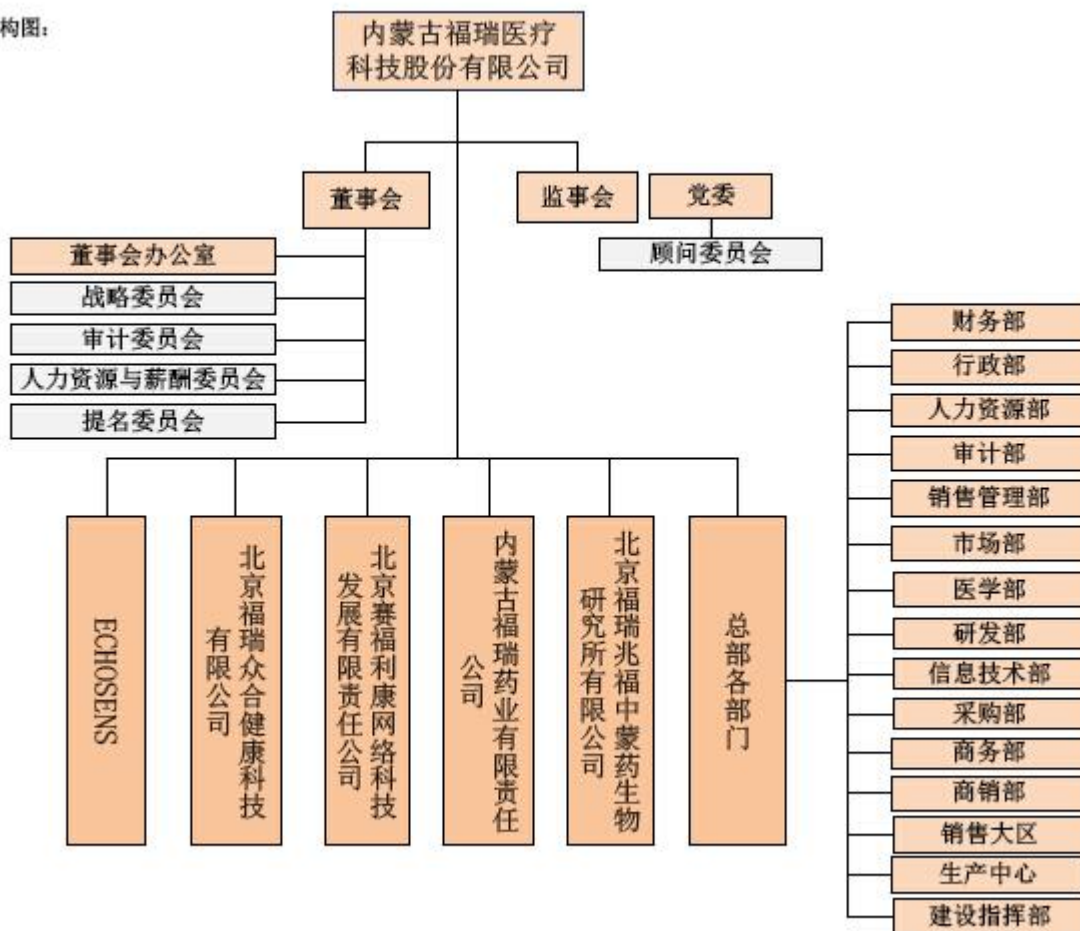 构图：
内蒙古福瑞医疗
科技股份有限公司
董事会
监事会
党委
顾问委员会
董事会办公室
战略委员会
审计委员会
人力资源与薪酬委员会
提名委员会
ECHOSENS
北京福瑞众合健康科技
有限公司
北京赛福利康网络科技
发展有限责任公司
内蒙古福瑞药业有限责任
公司
北京福瑞兆福中蒙药生物
研究所有限公司
总部各部门
财务部
行政部
人力资源部
审计部
销售管理部
市场部
医学部
研发部
信息技术部
采购部
商务部
商销部
销售大区
生产中心
建设指挥部